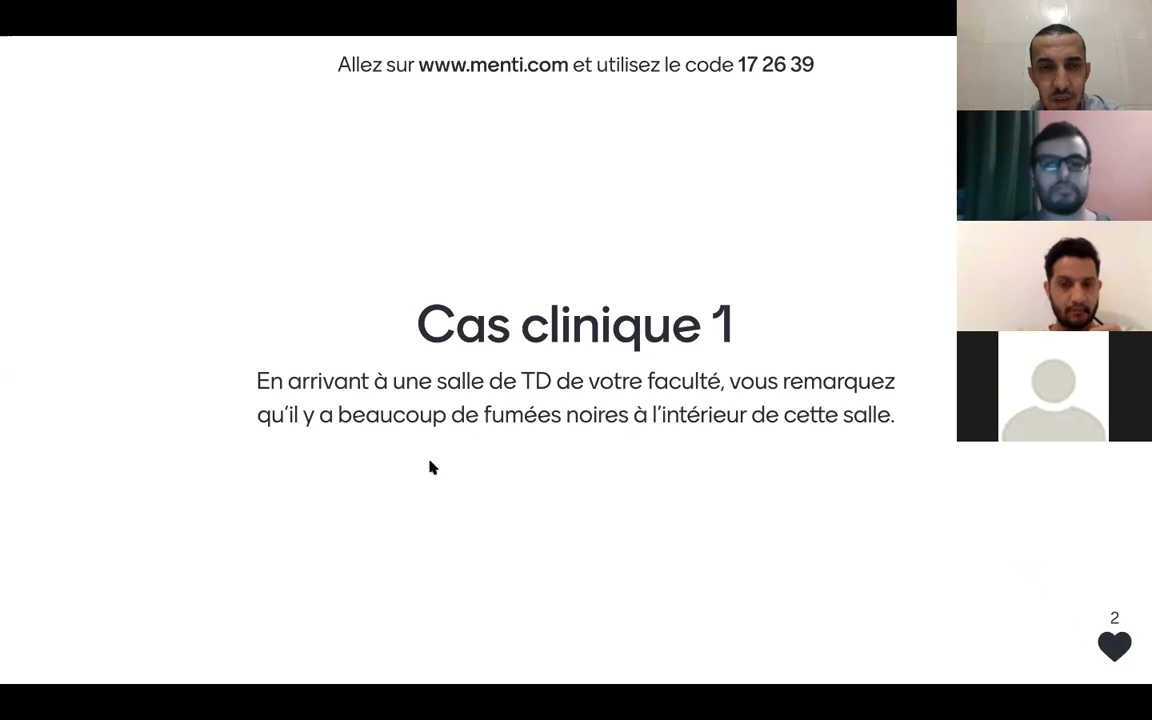 Allez sur www.menti.com et utilisez le code 17 26 39
Cas clinique 1
En arrivant à une salle de TD de votre faculté, vous remarquez
qu'il y a beaucoup de fumées noires à l'intérieur de cette salle.
2